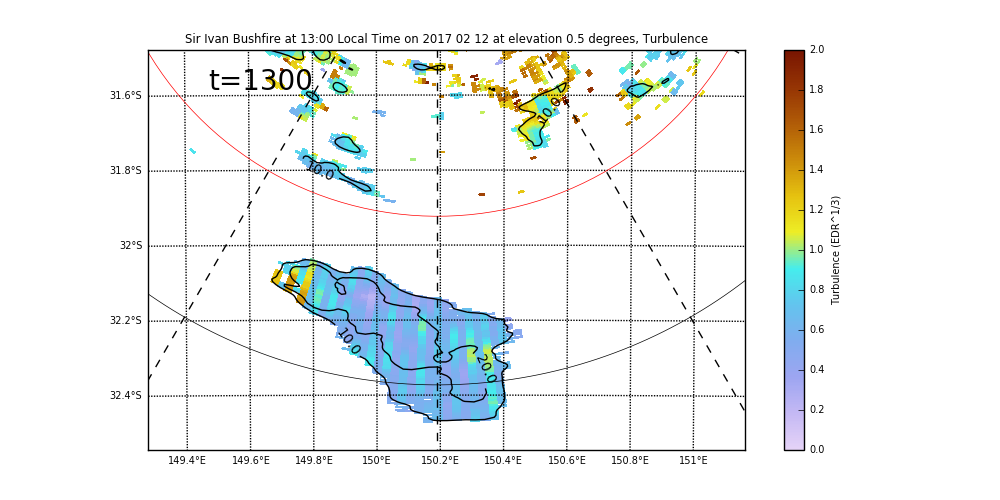 Sir Ivan Bushfire at 13:00 Local Time on 2017 02 12 at elevation 0.5 degrees, Turbulence
t=1300
31.6°S
31.8°S
32°S
32.2°S
32.4°S
149.4°E 149.6°E 149.8°E 150°E 150.2°E 150.4°E 150.6°E 150.8°E 151°E
10.0
10.0
10.0
20.0
2.0
1.8
1.6
1.4
1.2
1.0
0.8
0.6
0.4
0.2
0.0
Turbulence (EDR^1/3)